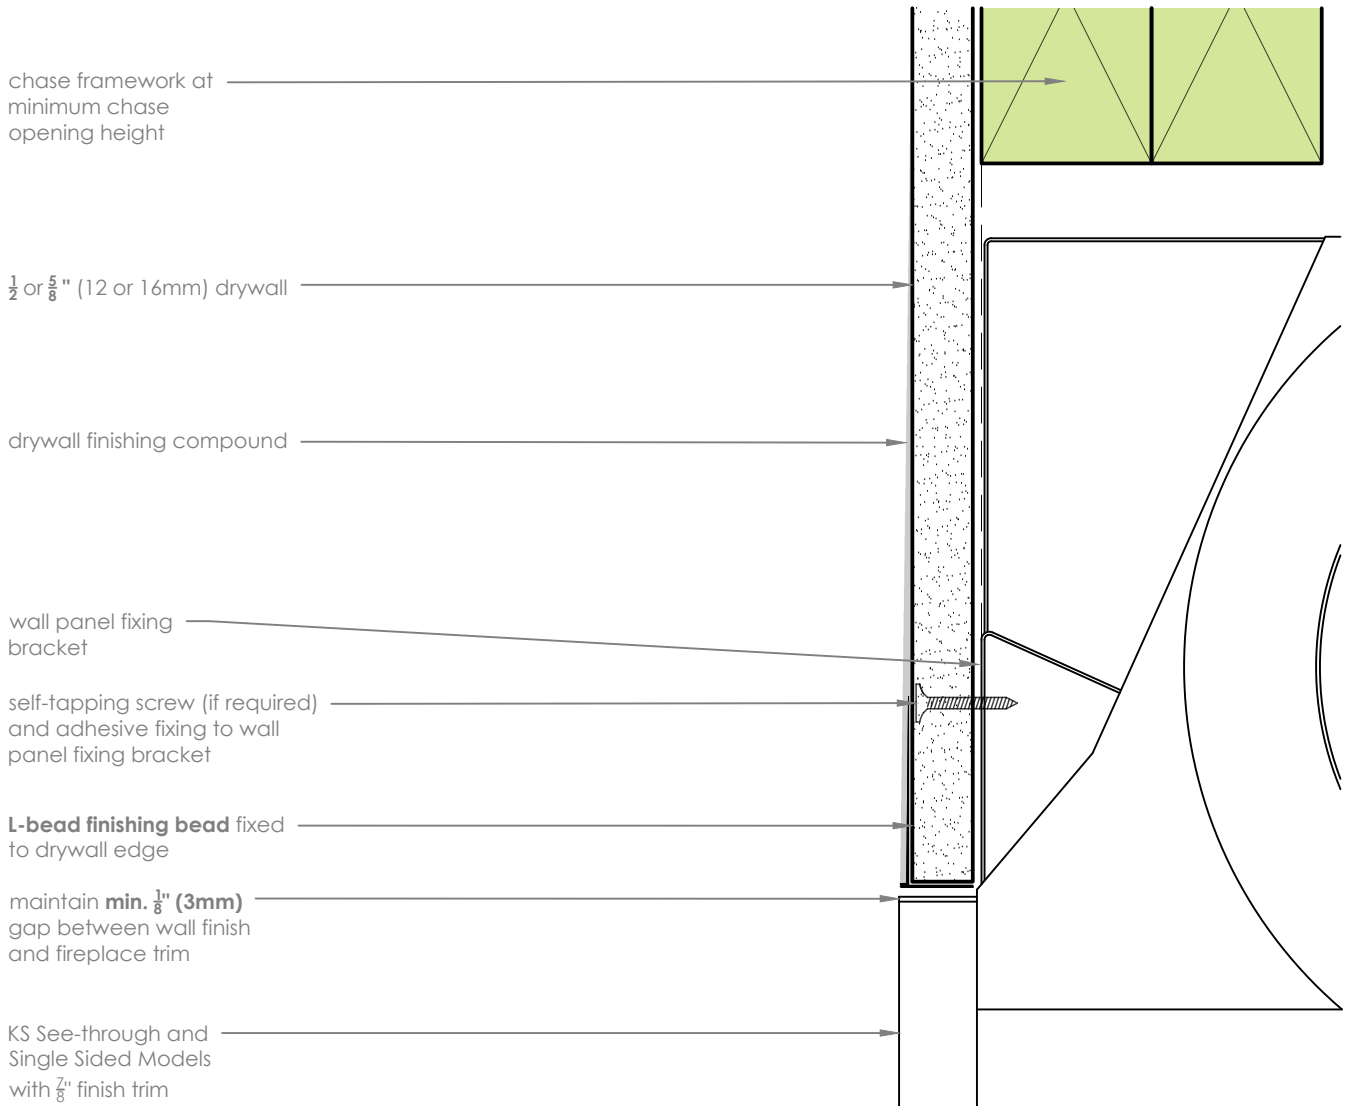 chase framework at
minimum chase
opening height
½ or ⅝" (12 or 16mm) drywall
drywall finishing compound
wall panel fixing
bracket
self-tapping screw (if required)
and adhesive fixing to wall
panel fixing bracket
L-bead finishing bead fixed
to drywall edge
maintain min. ⅛" (3mm)
gap between wall finish
and fireplace trim
KS See-through and
Single Sided Models
with ⅞" finish trim